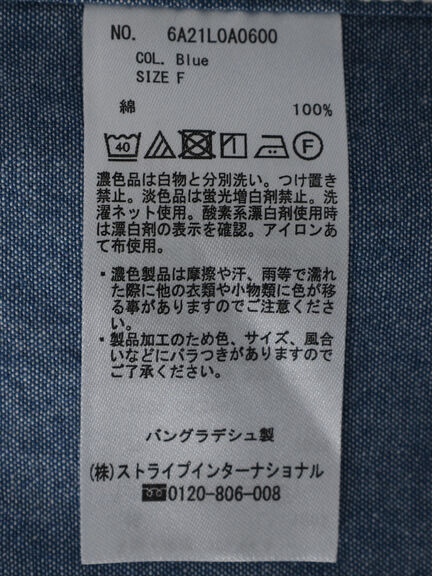 NO. 6A21L0A0600
COL. Blue
SIZE F
綿 100%
40 F
濃色品は白物と分別洗い。つけ置き
禁止。淡色品は蛍光増白剤禁止。洗
濯ネット使用。酸素系漂白剤使用時
は漂白剤の表示を確認。アイロンあ
て布使用。
・濃色製品は摩擦や汗、雨等で濡れ
た際に他の衣類や小物類に色が移
る事がありますのでご注意くださ
い。
・製品加工のため色、サイズ、風合
いなどにバラつきがありますので
ご了承ください。
バングラデシュ製
(株)ストライプインターナショナル
0120-806-008